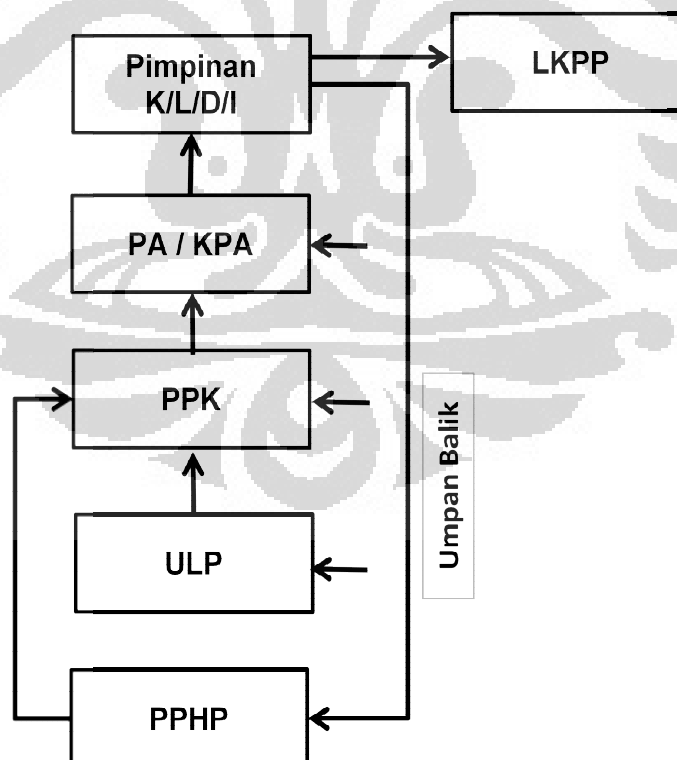 Pimpinan
K/L/D/I
LKPP
PA / KPA
PPK
Umpan Balik
ULP
PPHP